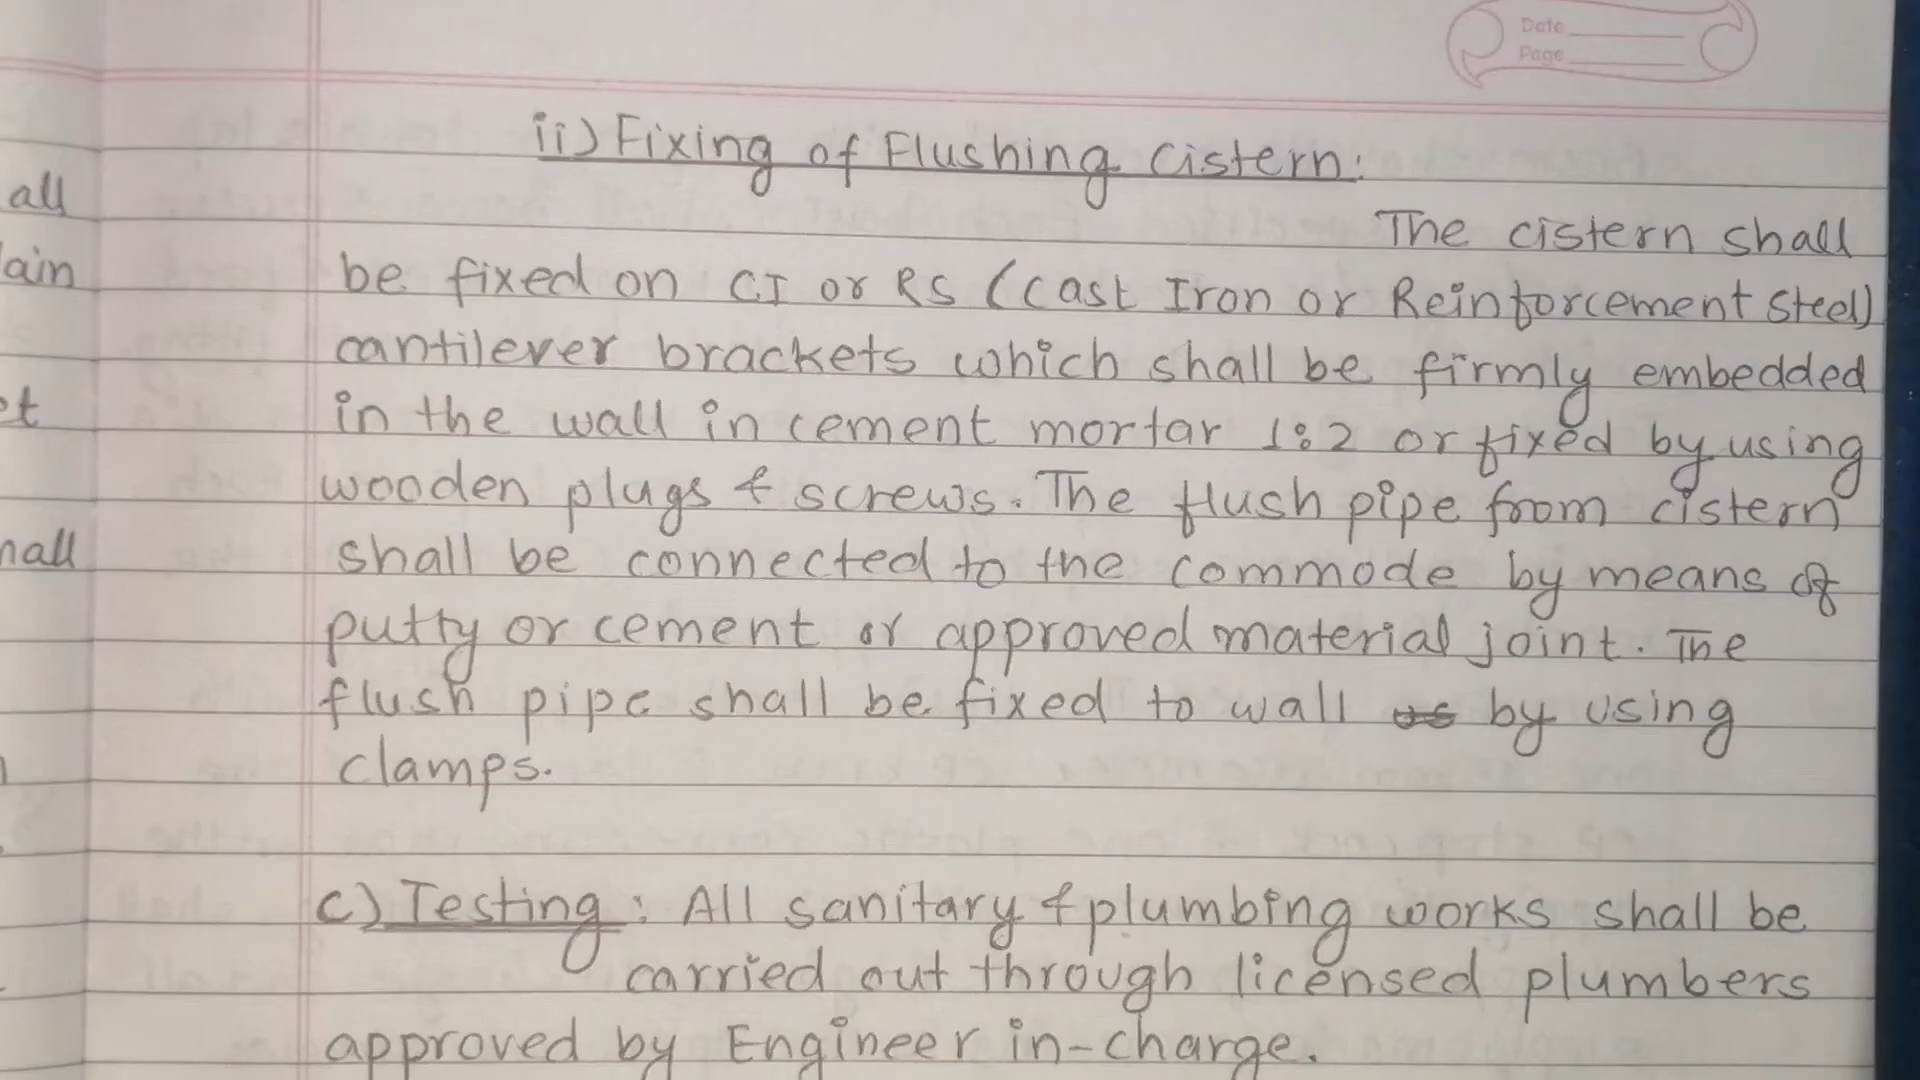 Date
Page
ii) Fixing of Flushing Cistern:
The cistern shall
be fixed on CI or RS (Cast Iron or Reinforcement Steel)
cantilever brackets which shall be firmly embedded
in the wall in cement mortar 1:2 or fixed by using
wooden plugs & screws. The flush pipe from cistern
shall be connected to the commode by means of
putty or cement or approved material joint. The
flush pipe shall be fixed to wall by using
clamps.
c) Testing: All sanitary & plumbing works shall be
carried out through licensed plumbers
approved by Engineer in-charge.
all
ain
et
hall